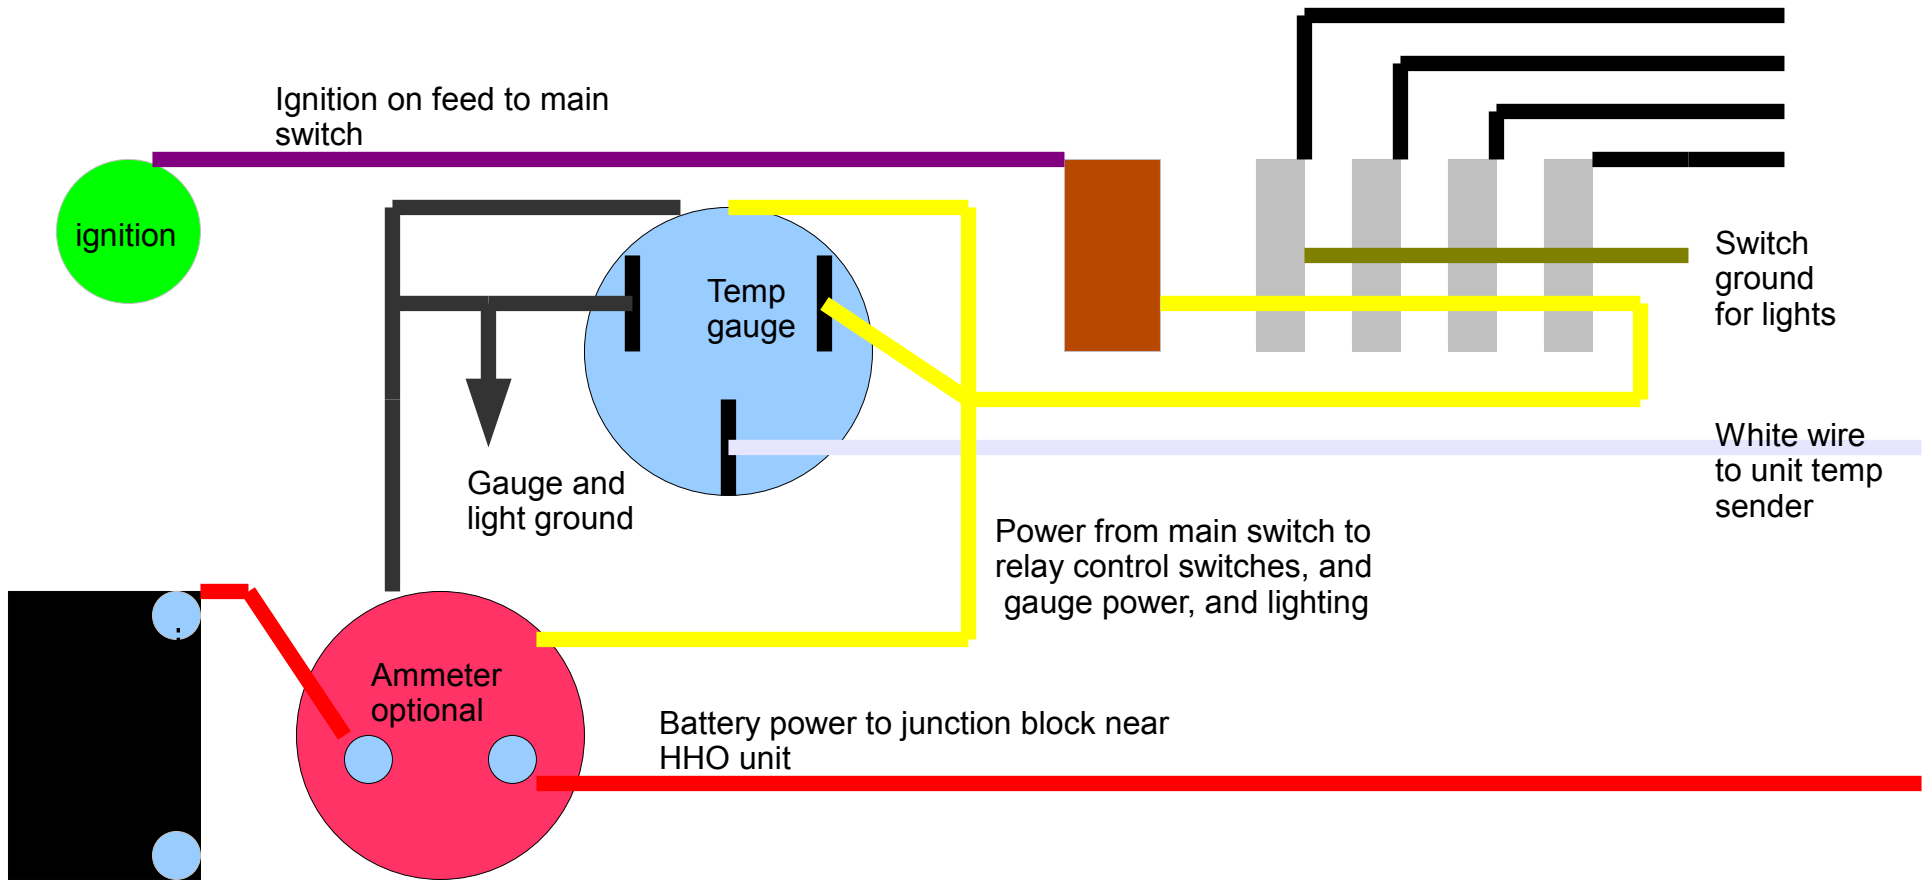 Ignition on feed to main
switch
ignition
Temp
gauge
Switch
ground
for lights
White wire
to unit temp
sender
Gauge and
light ground
Power from main switch to
relay control switches, and
gauge power, and lighting
Ammeter
optional
Battery power to junction block near
HHO unit